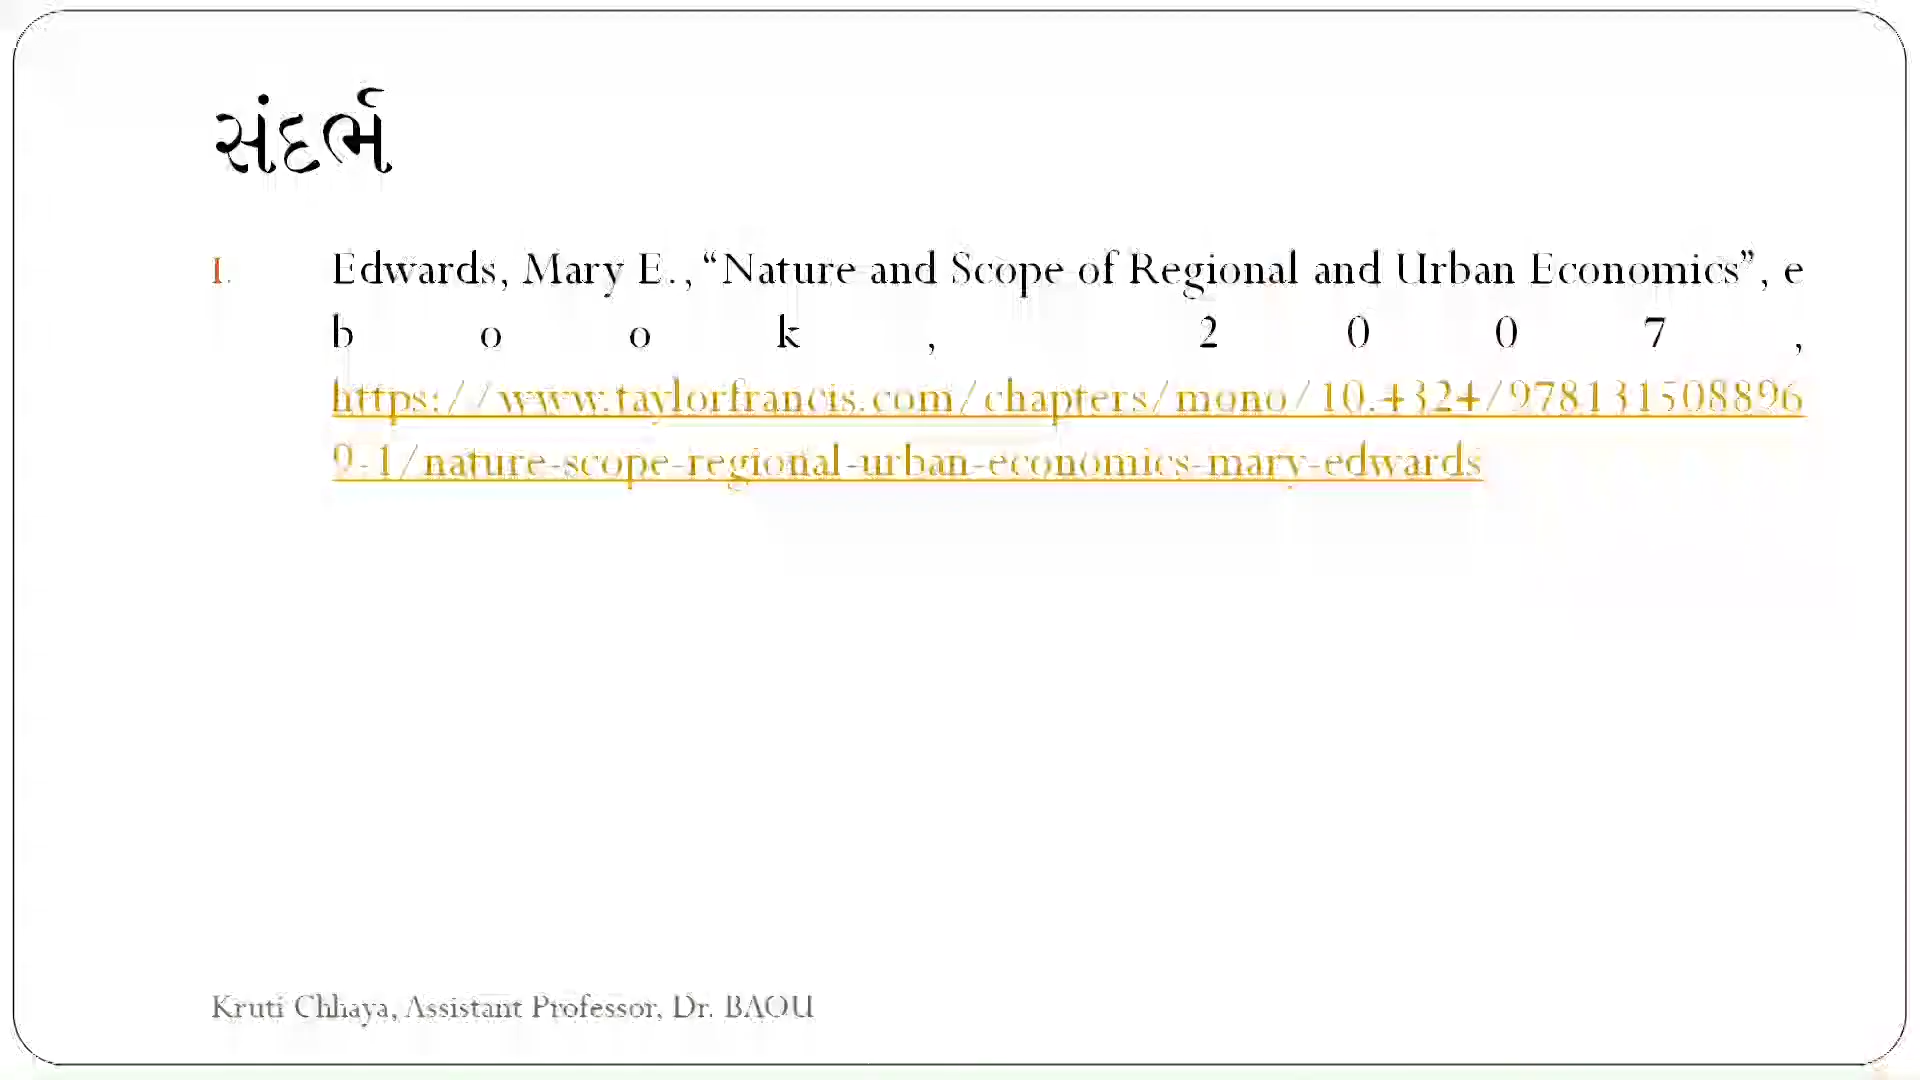 સંદર્ભ
1. Edwards, Mary E., “Nature and Scope of Regional and Urban Economics”, e
b o o k , 2 0 0 7 ,
https://www.taylorfrancis.com/chapters/mono/10.4324/978131508896
9-1/nature-scope-regional-urban-economics-mary-edwards
Kruti Chhaya, Assistant Professor, Dr. BAOU